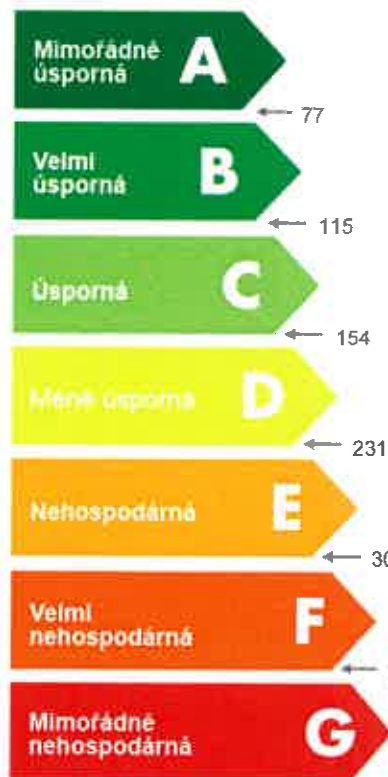 Mimořádně
úsporná A
77
Velmi
úsporná B
115
Úsporná C
154
Méně úsporná D
231
Nehospodárná E
Velmi
nehospodárná F
Mimořádně
nehospodárná G